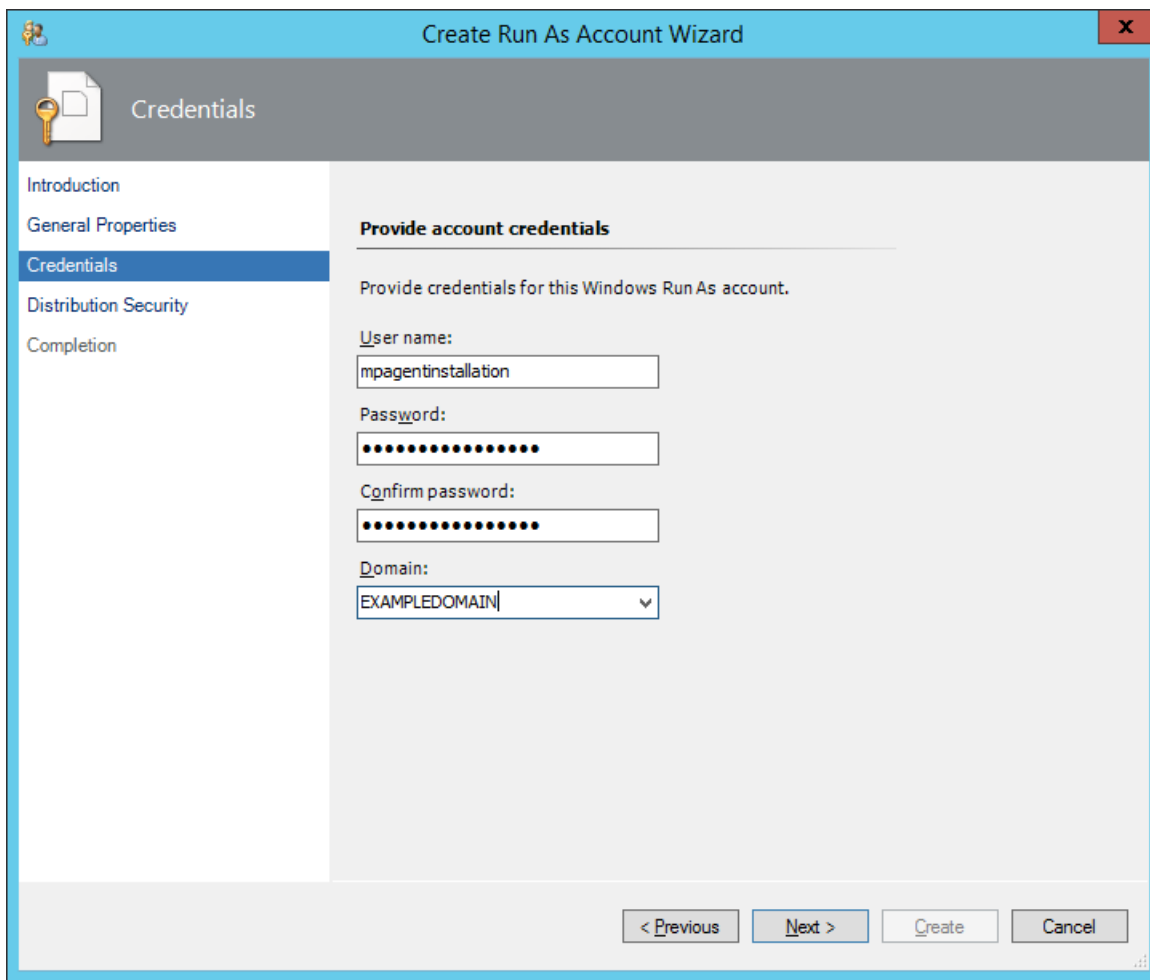 Create Run As Account Wizard
x
Credentials
Introduction
General Properties
Credentials
Distribution Security
Completion
Provide account credentials
Provide credentials for this Windows Run As account.
User name:
mpagentinstallation
Password:
••••••••••••••••
Confirm password:
••••••••••••••••
Domain:
EXAMPLEDOMAIN
< Previous Next > Create Cancel